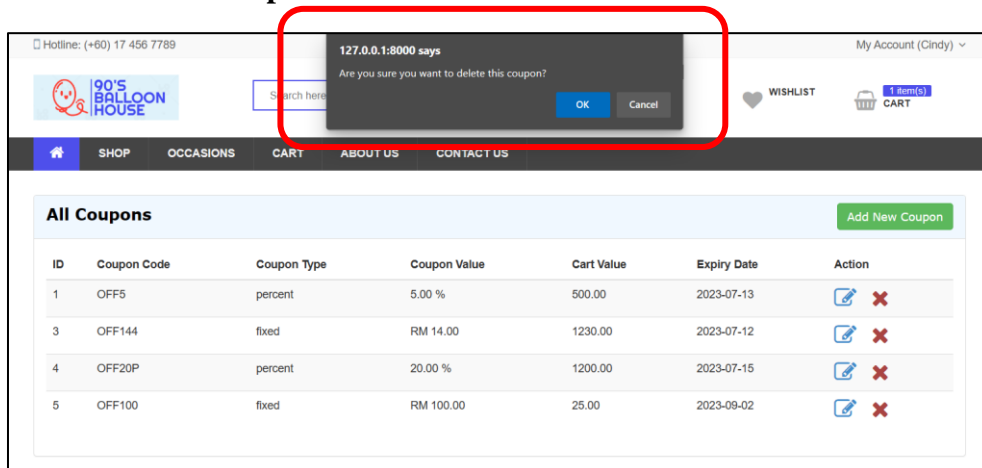 Hotline: (+60) 17 456 7789
127.0.0.1:8000 says
My Account (Cindy)
Are you sure you want to delete this coupon?
OK Cancel
90'S
BALLOON
HOUSE
Search here
WISHLIST
1 item(s)
CART
SHOP OCCASIONS CART ABOUT US CONTACT US
All Coupons
Add New Coupon
ID Coupon Code Coupon Type Coupon Value Cart Value Expiry Date Action
1 OFF5 percent 5.00 % 500.00 2023-07-13
3 OFF144 fixed RM 14.00 1230.00 2023-07-12
4 OFF20P percent 20.00 % 1200.00 2023-07-15
5 OFF100 fixed RM 100.00 25.00 2023-09-02